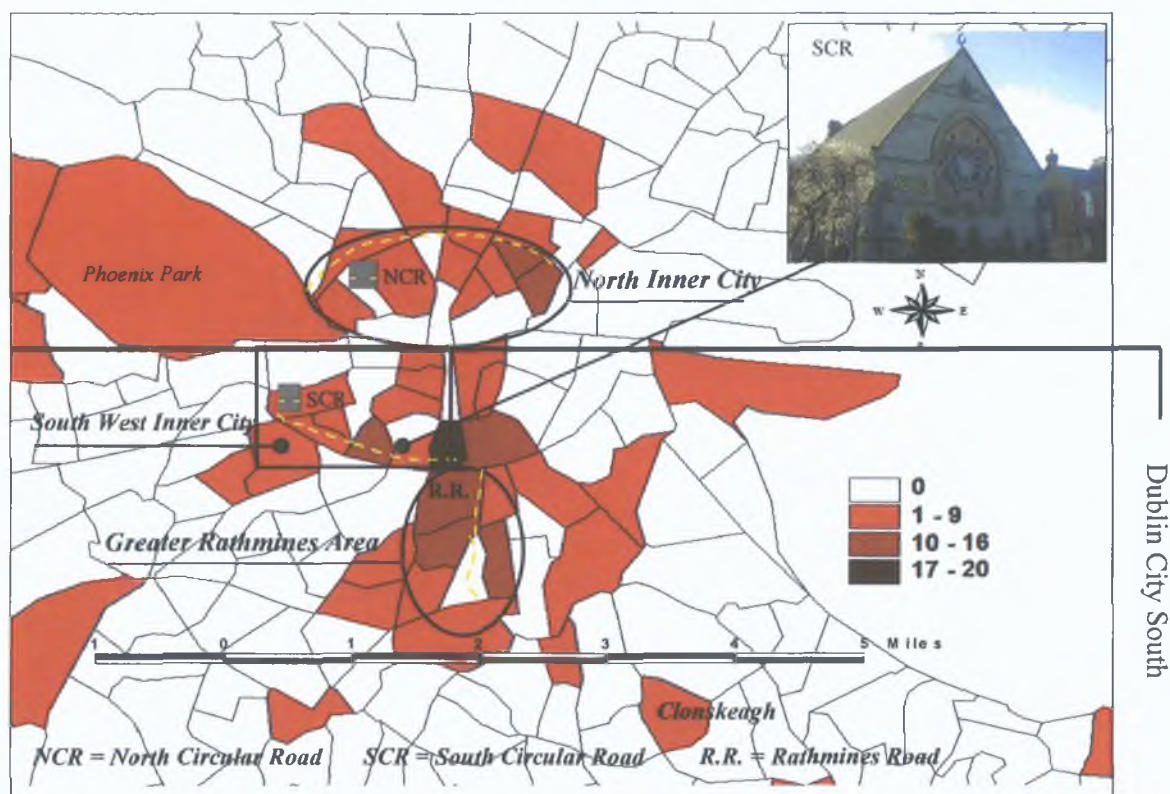 SCR
Phoenix Park
NCR
North Inner City
N
W
E
SCR
South West Inner City
R.R.
0
1 - 9
10 - 16
17 - 20
Greater Rathmines Area
Dublin City South
1 0 1 2 3 4 5 Miles
Clonskeagh
NCR = North Circular Road SCR = South Circular Road R.R. = Rathmines Road